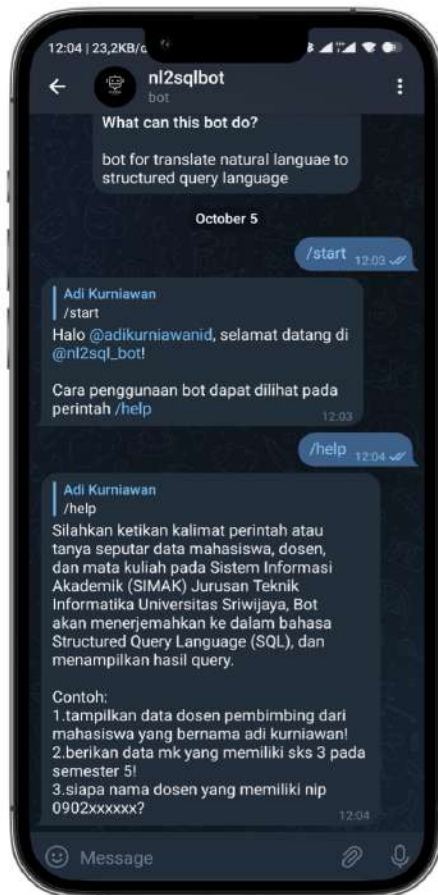 12:04 | 23,2KB/
nl2sqlbot
bot
What can this bot do?
bot for translate natural languae to
structured query language
October 5
/start 12:03
Adi Kurniawan
/start
Halo @adikurniawanid, selamat datang di
@nl2sql_bot!
Cara penggunaan bot dapat dilihat pada
perintah /help
12:03
/help 12:04
Adi Kurniawan
/help
Silahkan ketikan kalimat perintah atau
tanya seputar data mahasiswa, dosen,
dan mata kuliah pada Sistem Informasi
Akademik (SIMAK) Jurusan Teknik
Informatika Universitas Sriwijaya, Bot
akan menerjemahkan ke dalam bahasa
Structured Query Language (SQL), dan
menampilkan hasil query.
Contoh:
1.tampilkan data dosen pembimbing dari
mahasiswa yang bernama adi kurniawan!
2.berikan data mk yang memiliki sks 3 pada
semester 5!
3.siapa nama dosen yang memiliki nip
0902xxxxxx?
12:04
Message